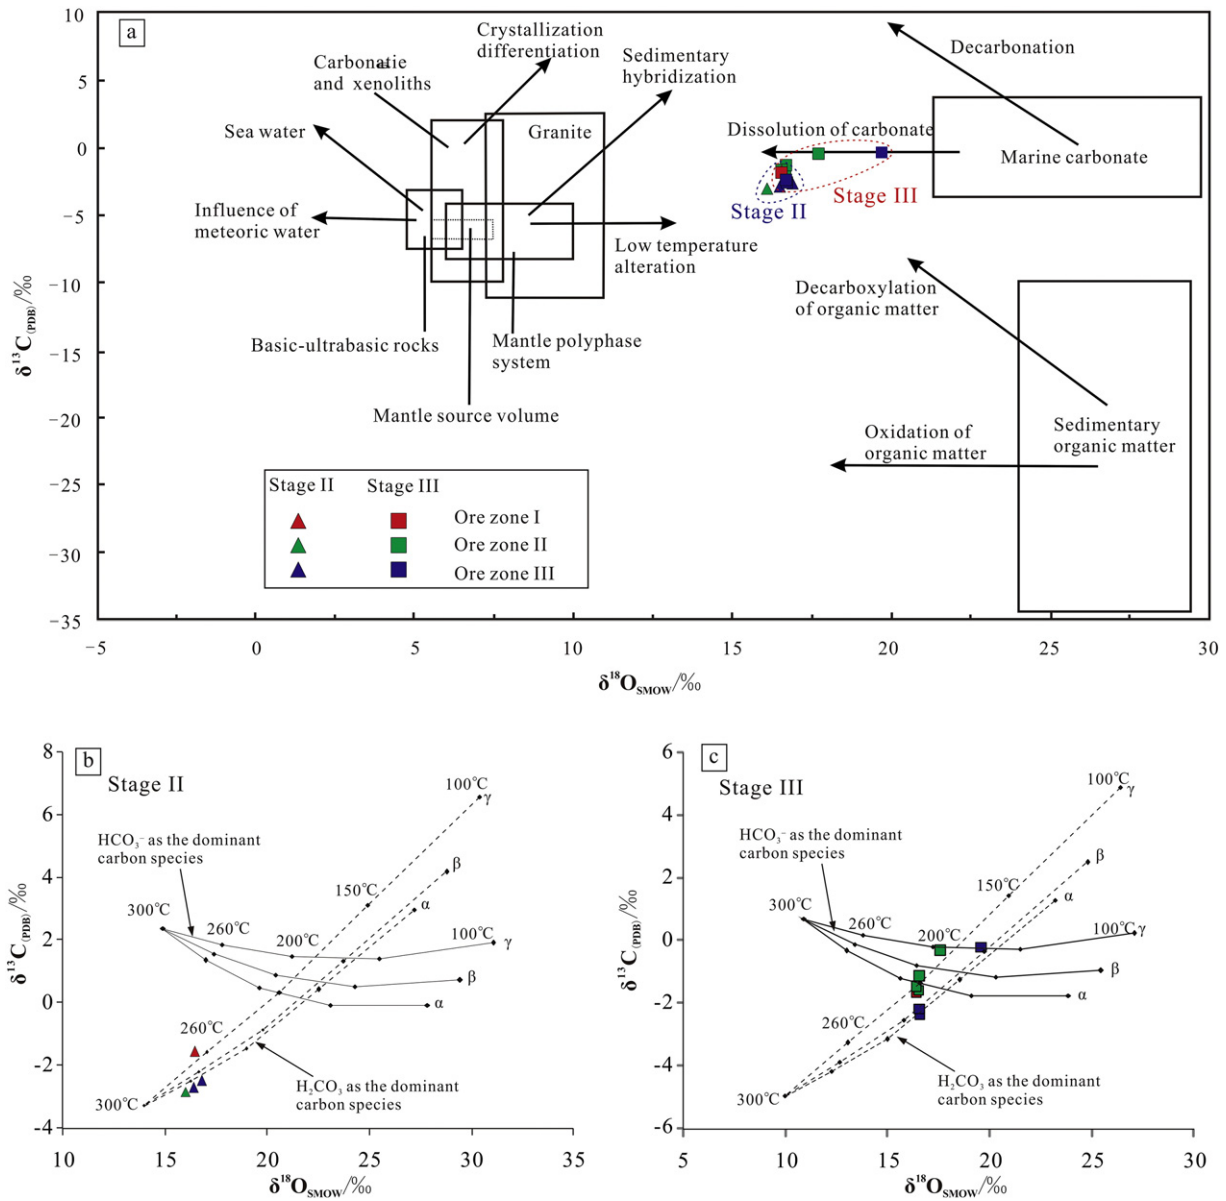 a
10
5
0
−5
−10
−15
−20
−25
−30
−35
δ¹³C(PDB)/‰
Crystallization
differentiation
Sedimentary
hybridization
Carbonatie
and xenoliths
Sea water
Granite
Influence of
meteoric water
Low temperature
alteration
Basic-ultrabasic rocks
Mantle polyphase
system
Mantle source volume
Decarbonation
Dissolution of carbonate
Marine carbonate
Stage II
Stage III
Decarboxylation
of organic matter
Oxidation of
organic matter
Sedimentary
organic matter
Stage II Stage III
Ore zone I
Ore zone II
Ore zone III
−5 0 5 10 15 20 25 30
δ¹⁸O_SMOW/‰
b
Stage II
8
6
4
2
0
−2
−4
δ¹³C(PDB)/‰
HCO₃⁻ as the dominant
carbon species
100℃
γ
150℃
β
α
300℃
260℃
200℃
100℃
γ
β
α
260℃
300℃
H₂CO₃ as the dominant
carbon species
10 15 20 25 30 35
δ¹⁸O_SMOW/‰
c
Stage III
6
4
2
0
−2
−4
−6
δ¹³C(PDB)/‰
HCO₃⁻ as the dominant
carbon species
100℃
γ
150℃
β
α
300℃
260℃
200℃
100℃
γ
β
α
260℃
300℃
H₂CO₃ as the dominant
carbon species
5 10 15 20 25 30
δ¹⁸O_SMOW/‰